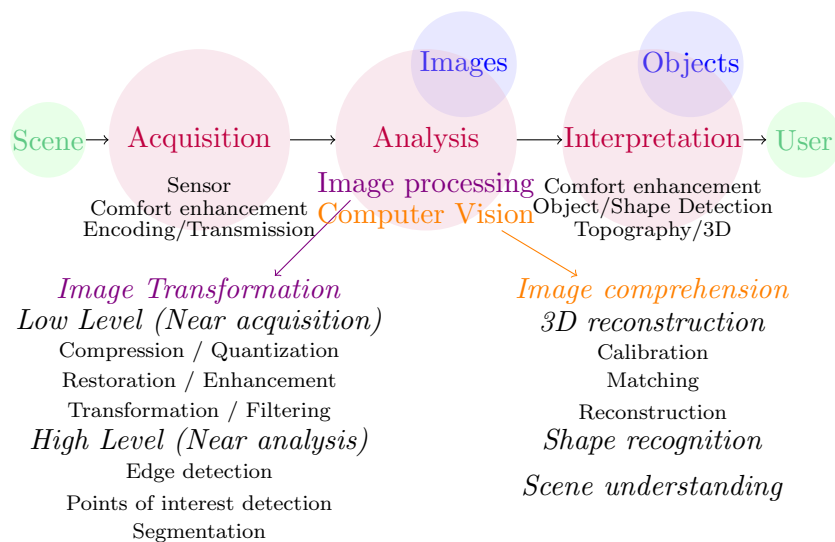 Images
Objects
Scene
Acquisition
Analysis
Interpretation
User
Sensor
Comfort enhancement
Encoding/Transmission
Image processing
Computer Vision
Comfort enhancement
Object/Shape Detection
Topography/3D
Image Transformation
Low Level (Near acquisition)
Compression / Quantization
Restoration / Enhancement
Transformation / Filtering
High Level (Near analysis)
Edge detection
Points of interest detection
Segmentation
Image comprehension
3D reconstruction
Calibration
Matching
Reconstruction
Shape recognition
Scene understanding